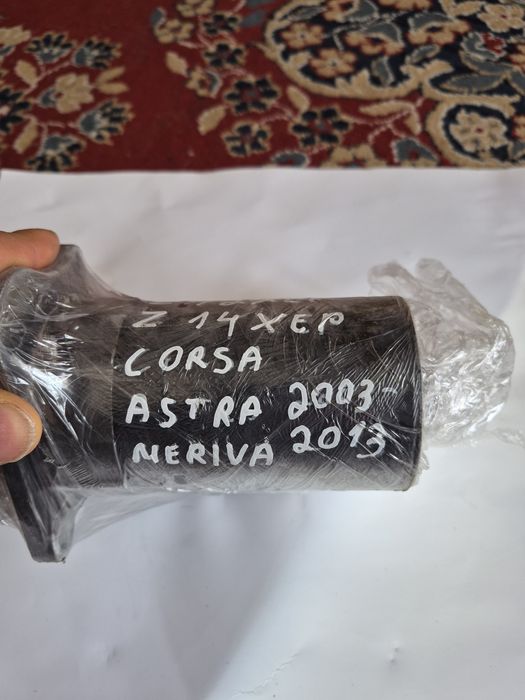 Z 14 XEP
CORSA
ASTRA 2003-
MERIVA 2013